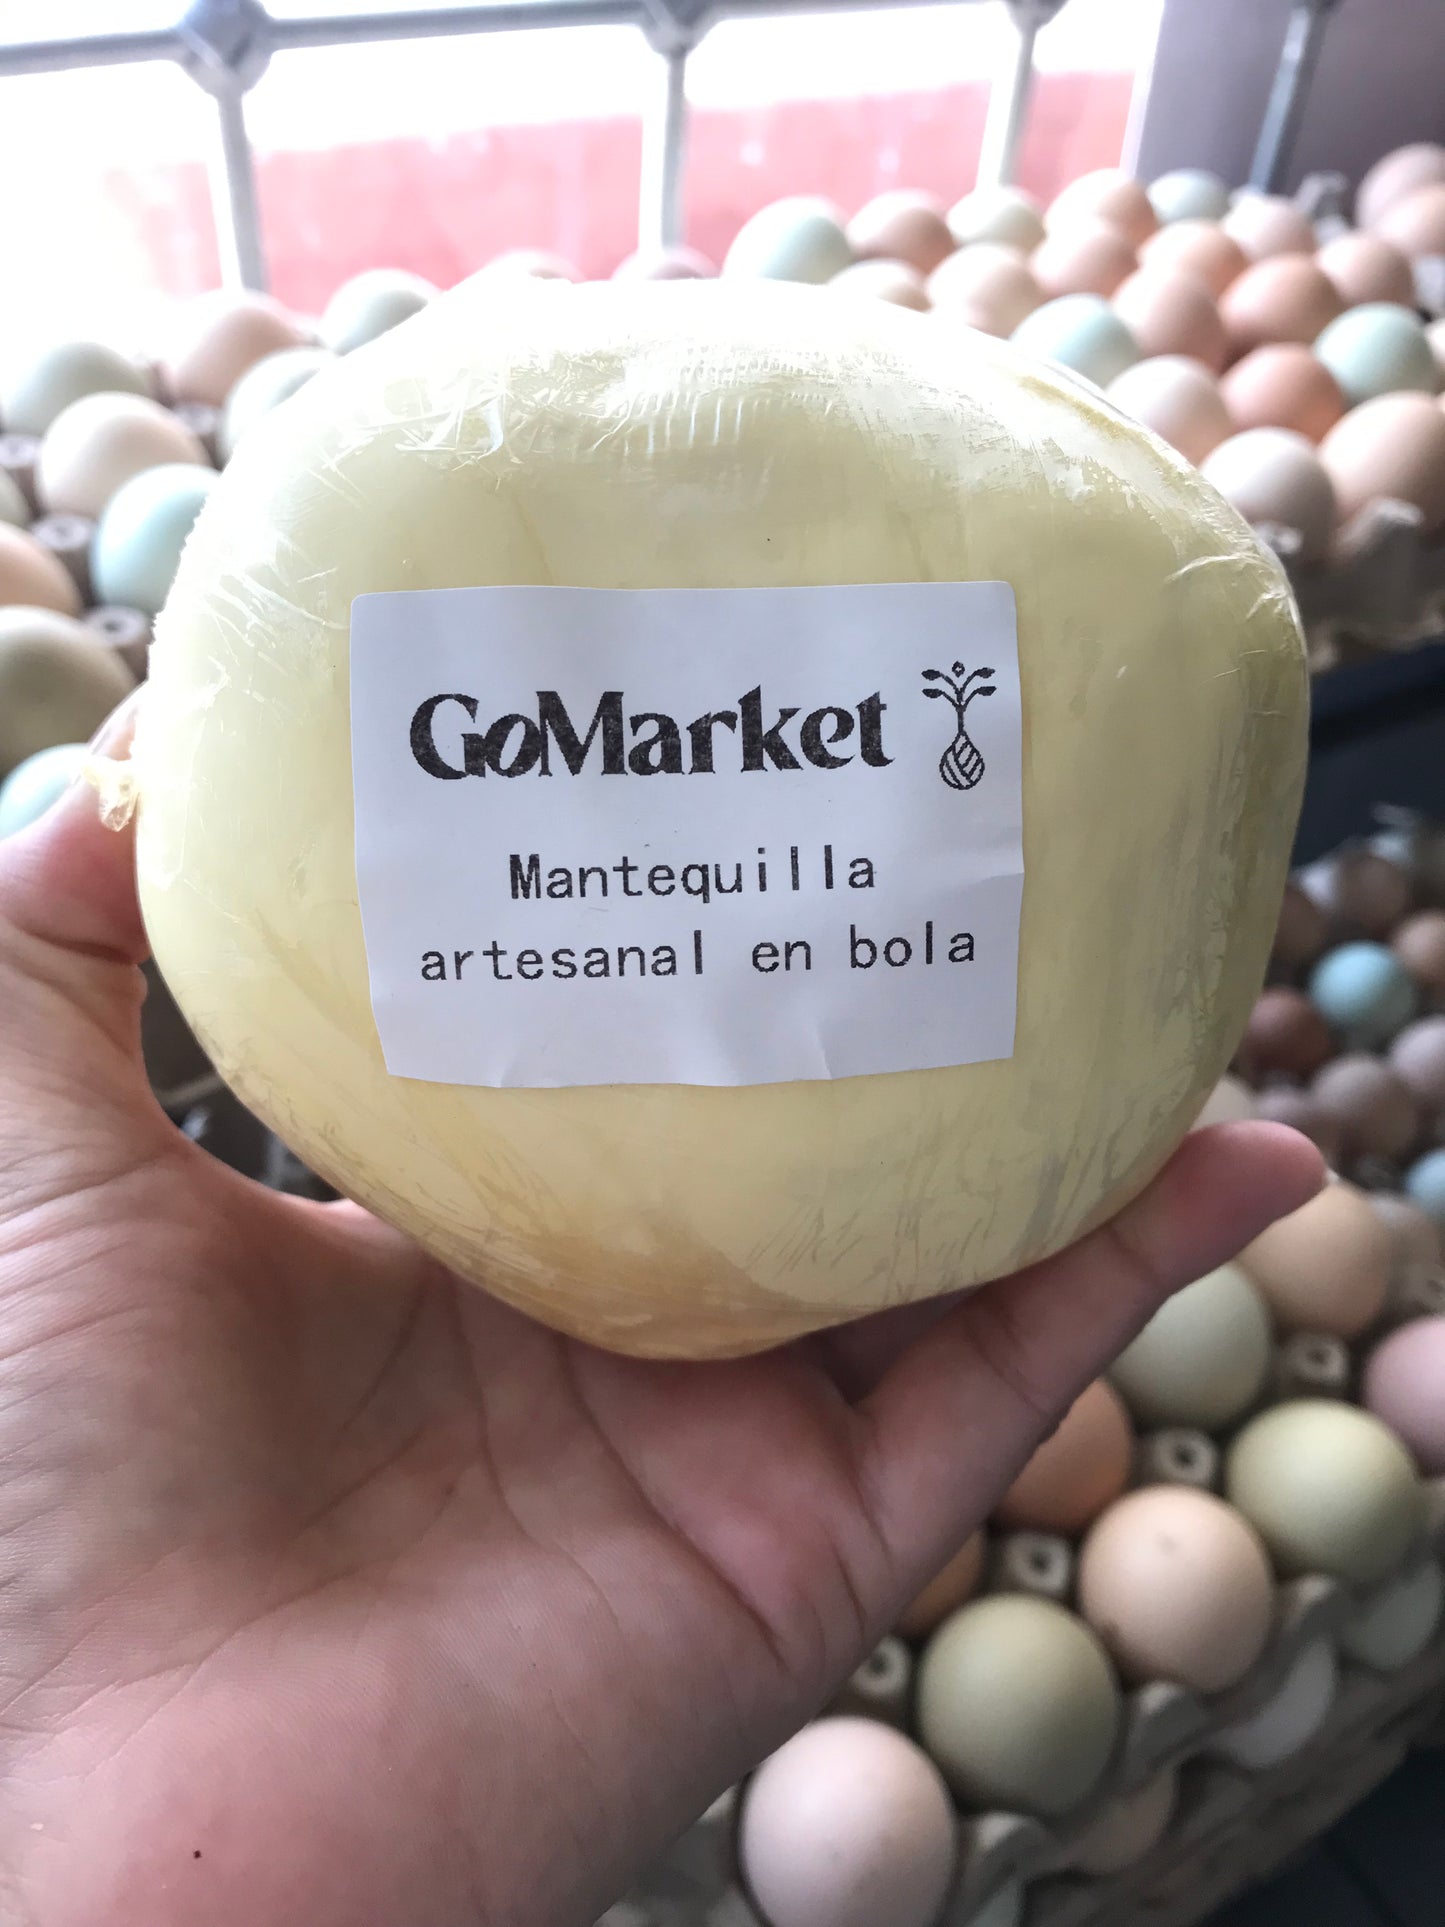 GoMarket
Mantequilla
artesanal en bola